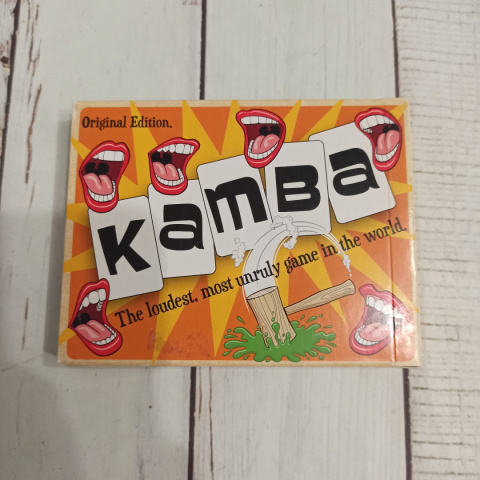 Original Edition.
Kamba
The loudest, most unruly game in the world.